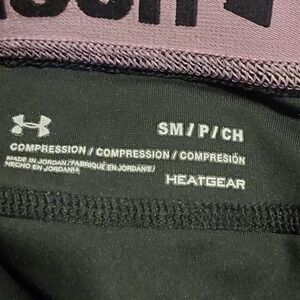 SM / P / CH
COMPRESSION / COMPRESSION / COMPRESIÓN
MADE IN JORDAN / FABRIQUÉ EN JORDANIE /
HECHO EN JORDANIA
HEATGEAR